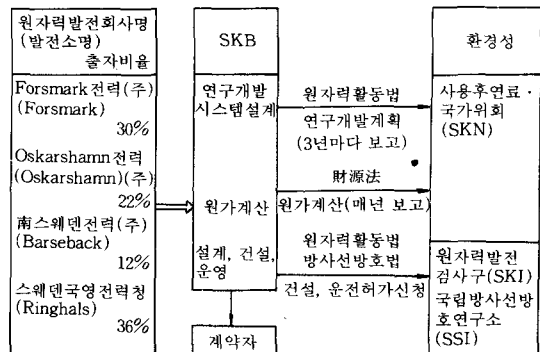 원자력발전회사명
(발전소명)
출자비율
Forsmark전력(주)
(Forsmark)
30%
Oskarshamn전력
(Oskarshamn)(주)
22%
南스웨덴전력(주)
(Barseback)
12%
스웨덴국영전력청
(Ringhals)
36%
SKB
연구개발
시스템설계
원가계산
설계, 건설,
운영
계약자
원자력활동법
연구개발계획
(3년마다 보고)
財源法
원가계산(매년 보고)
원자력활동법
방사선방호법
건설, 운전허가신청
환경성
사용후연료·
국가위회
(SKN)
원자력발전
검사구(SKI)
국립방사선방
호연구소
(SSI)